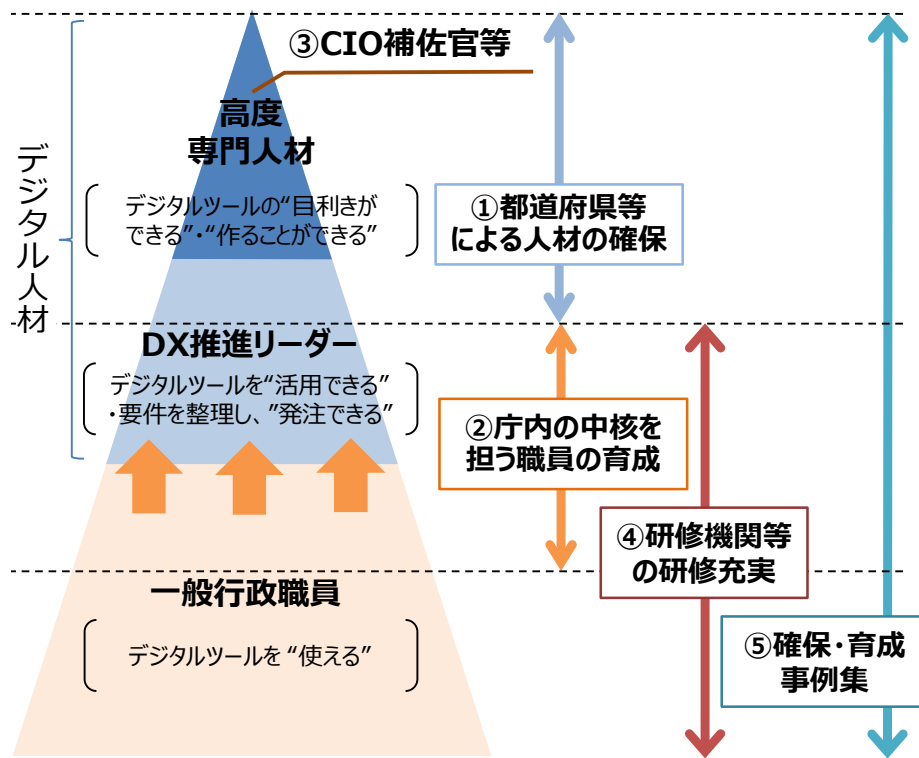 ③CIO補佐官等
デジタル人材
高度
専門人材
デジタルツールの“目利きが
できる”・“作ることができる”
①都道府県等
による人材の確保
DX推進リーダー
デジタルツールを“活用できる”
・要件を整理し、”発注できる”
②庁内の中核を
担う職員の育成
④研修機関等
の研修充実
一般行政職員
デジタルツールを “使える”
⑤確保・育成
事例集